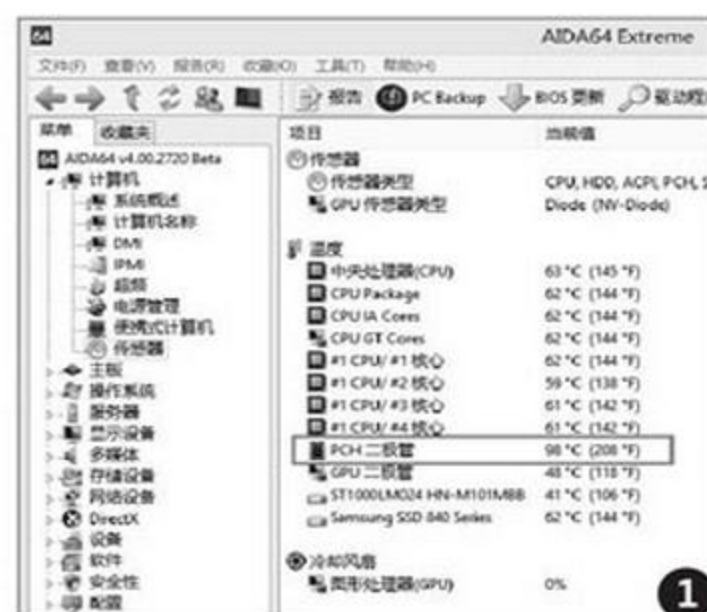 64 AIDA64 Extreme
文件(F) 查看(V) 报告(R) 收藏(O) 工具(T) 帮助(H)
报告 PC Backup BIOS 更新 驱动程
菜单 收藏夹
项目 当前值
64 AIDA64 v4.00.2720 Beta
计算机
系统概述
计算机名称
DMI
IPMI
超频
电源管理
便携式计算机
传感器
主板
操作系统
服务器
显示设备
多媒体
存储设备
网络设备
DirectX
设备
软件
安全性
配置
传感器
传感器类型 CPU, HDD, ACPI, PCH,
GPU 传感器类型 Diode (NV-Diode)
温度
中央处理器(CPU) 63 °C (145 °F)
CPU Package 62 °C (144 °F)
CPU IA Cores 62 °C (144 °F)
CPU GT Cores 62 °C (144 °F)
#1 CPU/ #1 核心 62 °C (144 °F)
#1 CPU/ #2 核心 59 °C (138 °F)
#1 CPU/ #3 核心 61 °C (142 °F)
#1 CPU/ #4 核心 61 °C (142 °F)
PCH 二极管 98 °C (208 °F)
GPU 二极管 48 °C (118 °F)
ST1000LM024 HN-M101MBB 41 °C (106 °F)
Samsung SSD 840 Series 62 °C (144 °F)
冷却风扇
图形处理器(GPU) 0%
1